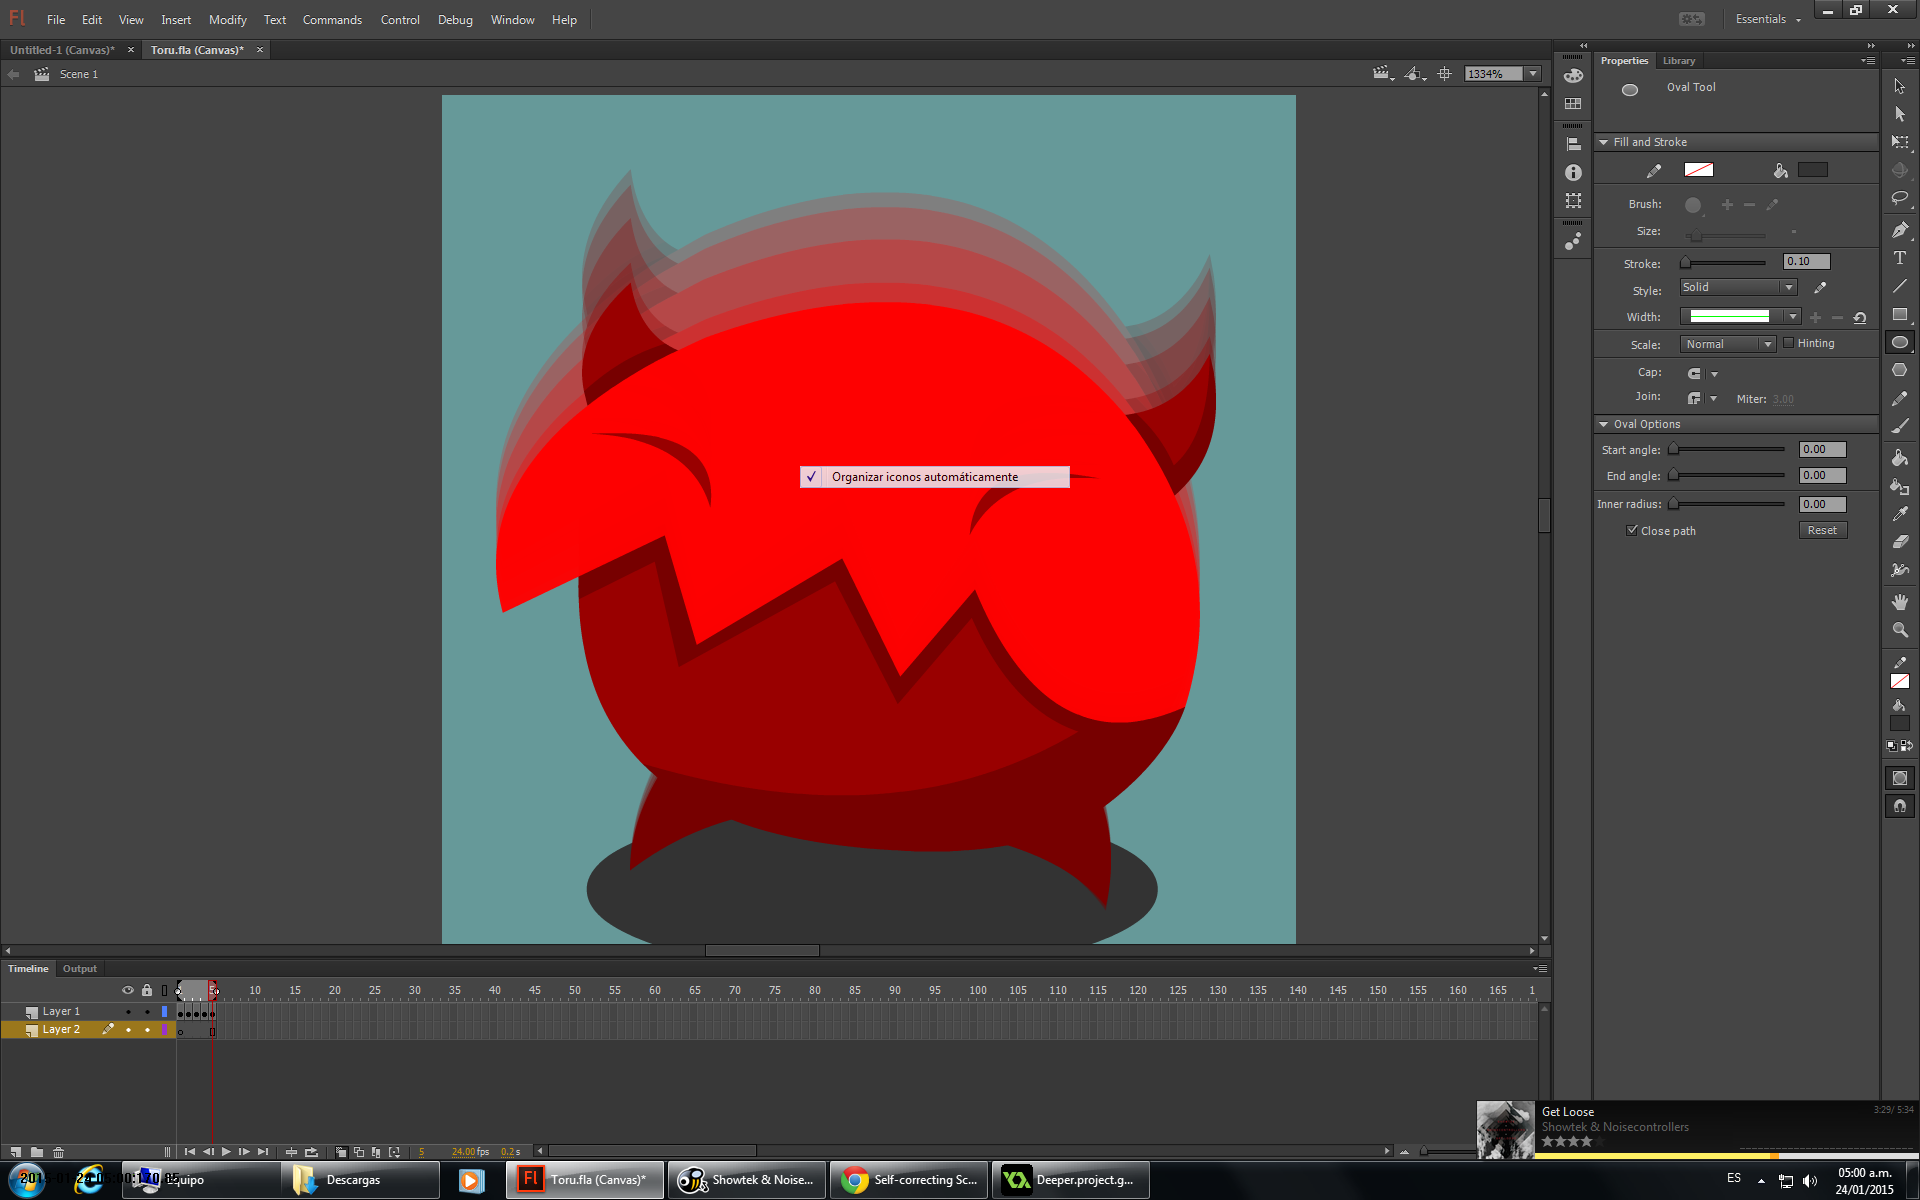 Fl File Edit View Insert Modify Text Commands Control Debug Window Help Essentials
Untitled-1 (Canvas)* × Toru.fla (Canvas)* ×
Scene 1 1334%
Properties Library
Oval Tool
Fill and Stroke
Brush:
Size:
Stroke: 0.10
Style: Solid
Width:
Scale: Normal Hinting
Cap:
Join: Miter: 3.00
Oval Options
Start angle: 0.00
End angle: 0.00
Inner radius: 0.00
Close path Reset
✓ Organizar iconos automáticamente
Timeline Output
5 10 15 20 25 30 35 40 45 50 55 60 65 70 75 80 85 90 95 100 105 110 115 120 125 130 135 140 145 150 155 160 165 1
Layer 1
Layer 2
5 24.00 fps 0.2 s
Get Loose 3:29/ 5:34
Showtek & Noisecontrollers
Equipo Descargas Fl Toru.fla (Canvas)* Showtek & Noise... Self-correcting Sc... Deeper.project.g... ES
05:00 a.m.
24/01/2015